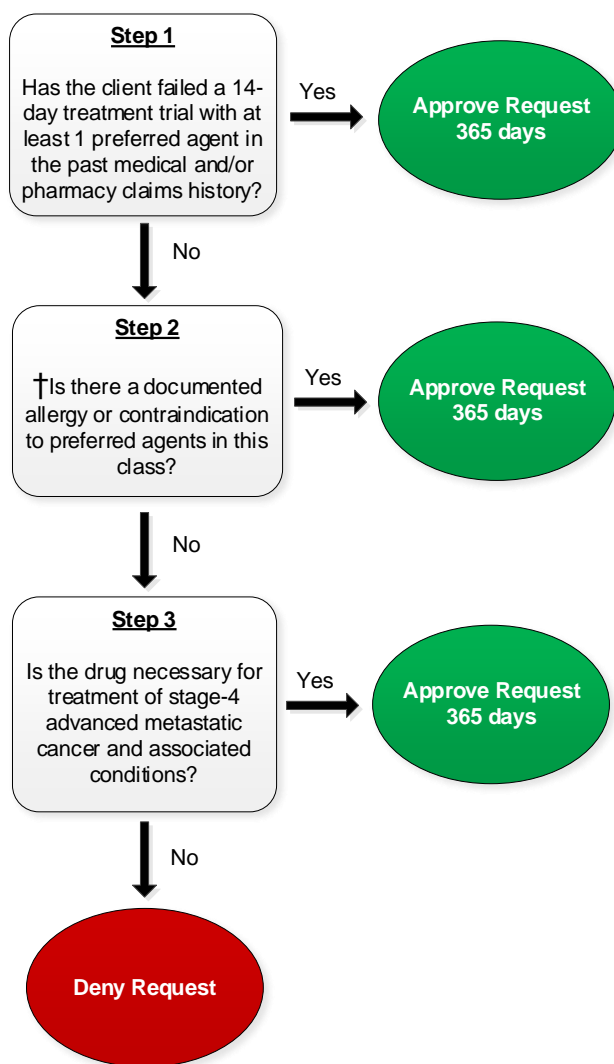 Step 1
Has the client failed a 14-
day treatment trial with at
least 1 preferred agent in
the past medical and/or
pharmacy claims history?
Yes
Approve Request
365 days
No
Step 2
†Is there a documented
allergy or contraindication
to preferred agents in this
class?
Yes
Approve Request
365 days
No
Step 3
Is the drug necessary for
treatment of stage-4
advanced metastatic
cancer and associated
conditions?
Yes
Approve Request
365 days
No
Deny Request